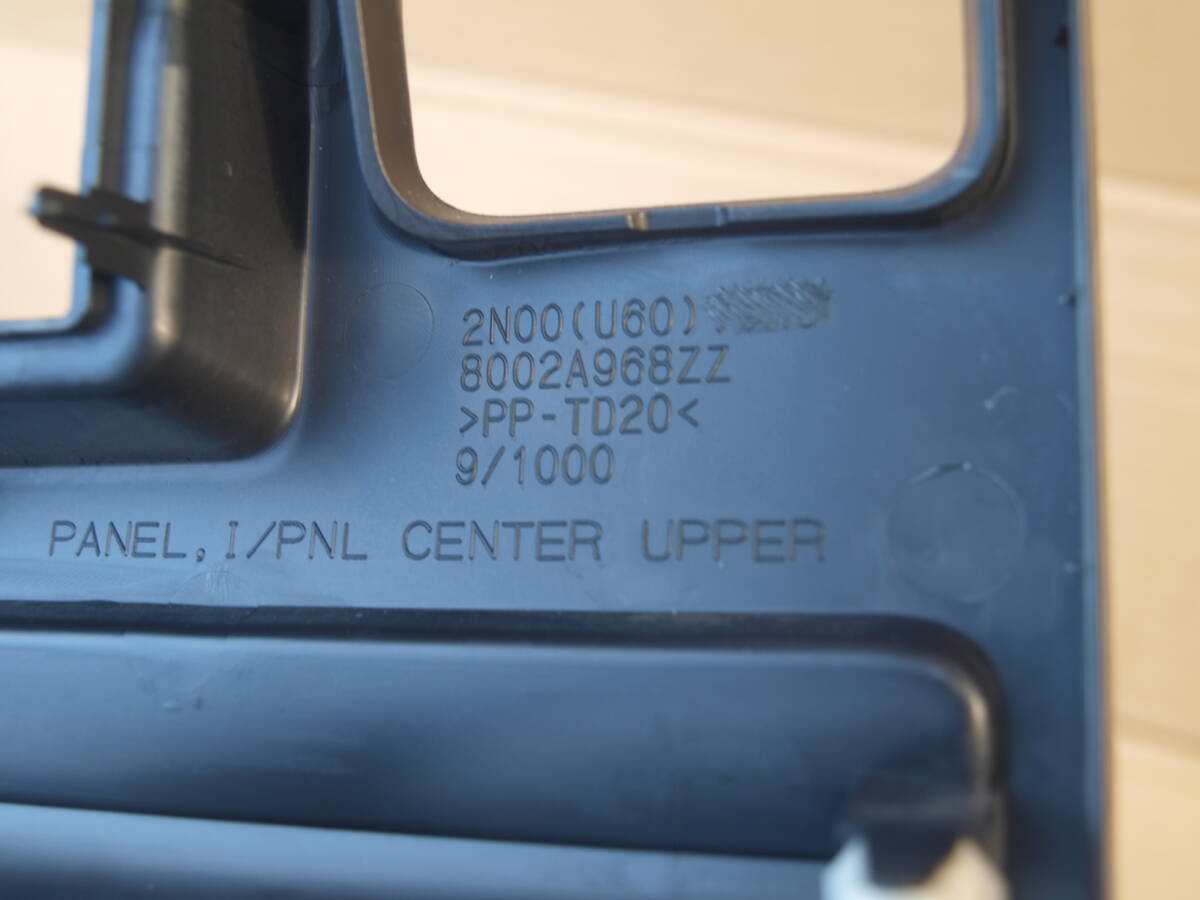 2N00(U60)
8002A968ZZ
>PP-TD20<
9/1000
PANEL, I/PNL CENTER UPPER